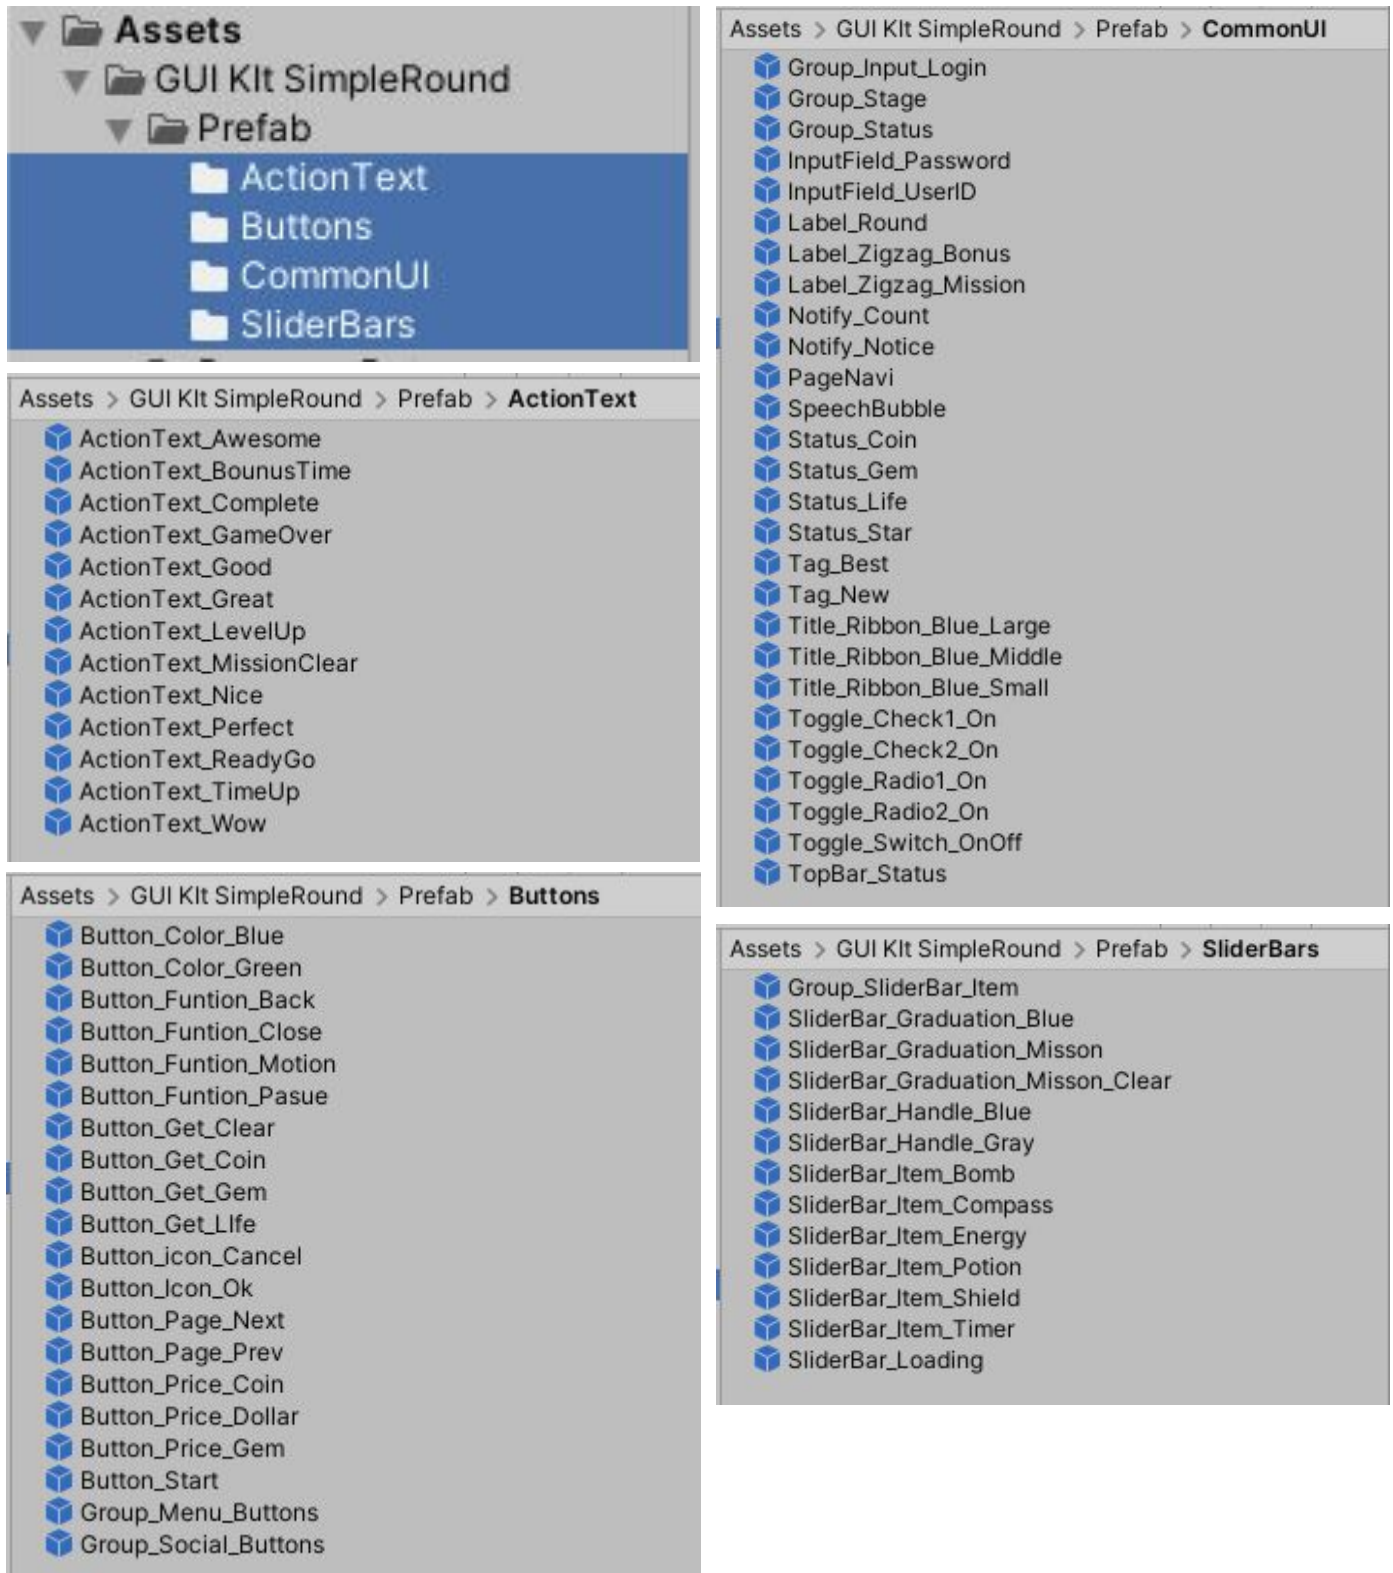 Assets
GUI KIt SimpleRound
Prefab
ActionText
Buttons
CommonUI
SliderBars
Assets > GUI KIt SimpleRound > Prefab > ActionText
ActionText_Awesome
ActionText_BounusTime
ActionText_Complete
ActionText_GameOver
ActionText_Good
ActionText_Great
ActionText_LevelUp
ActionText_MissionClear
ActionText_Nice
ActionText_Perfect
ActionText_ReadyGo
ActionText_TimeUp
ActionText_Wow
Assets > GUI KIt SimpleRound > Prefab > Buttons
Button_Color_Blue
Button_Color_Green
Button_Funtion_Back
Button_Funtion_Close
Button_Funtion_Motion
Button_Funtion_Pasue
Button_Get_Clear
Button_Get_Coin
Button_Get_Gem
Button_Get_LIfe
Button_icon_Cancel
Button_Icon_Ok
Button_Page_Next
Button_Page_Prev
Button_Price_Coin
Button_Price_Dollar
Button_Price_Gem
Button_Start
Group_Menu_Buttons
Group_Social_Buttons
Assets > GUI KIt SimpleRound > Prefab > CommonUI
Group_Input_Login
Group_Stage
Group_Status
InputField_Password
InputField_UserID
Label_Round
Label_Zigzag_Bonus
Label_Zigzag_Mission
Notify_Count
Notify_Notice
PageNavi
SpeechBubble
Status_Coin
Status_Gem
Status_Life
Status_Star
Tag_Best
Tag_New
Title_Ribbon_Blue_Large
Title_Ribbon_Blue_Middle
Title_Ribbon_Blue_Small
Toggle_Check1_On
Toggle_Check2_On
Toggle_Radio1_On
Toggle_Radio2_On
Toggle_Switch_OnOff
TopBar_Status
Assets > GUI KIt SimpleRound > Prefab > SliderBars
Group_SliderBar_Item
SliderBar_Graduation_Blue
SliderBar_Graduation_Misson
SliderBar_Graduation_Misson_Clear
SliderBar_Handle_Blue
SliderBar_Handle_Gray
SliderBar_Item_Bomb
SliderBar_Item_Compass
SliderBar_Item_Energy
SliderBar_Item_Potion
SliderBar_Item_Shield
SliderBar_Item_Timer
SliderBar_Loading